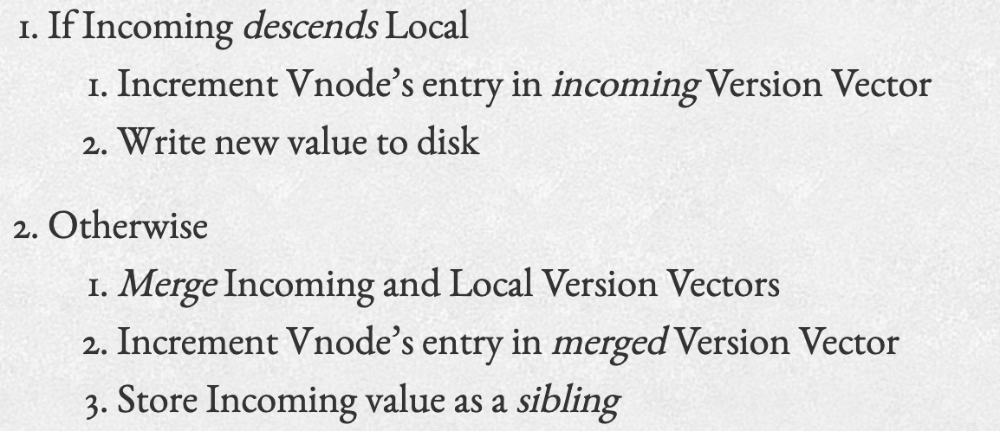 1. If Incoming descends Local
1. Increment Vnode’s entry in incoming Version Vector
2. Write new value to disk
2. Otherwise
1. Merge Incoming and Local Version Vectors
2. Increment Vnode’s entry in merged Version Vector
3. Store Incoming value as a sibling